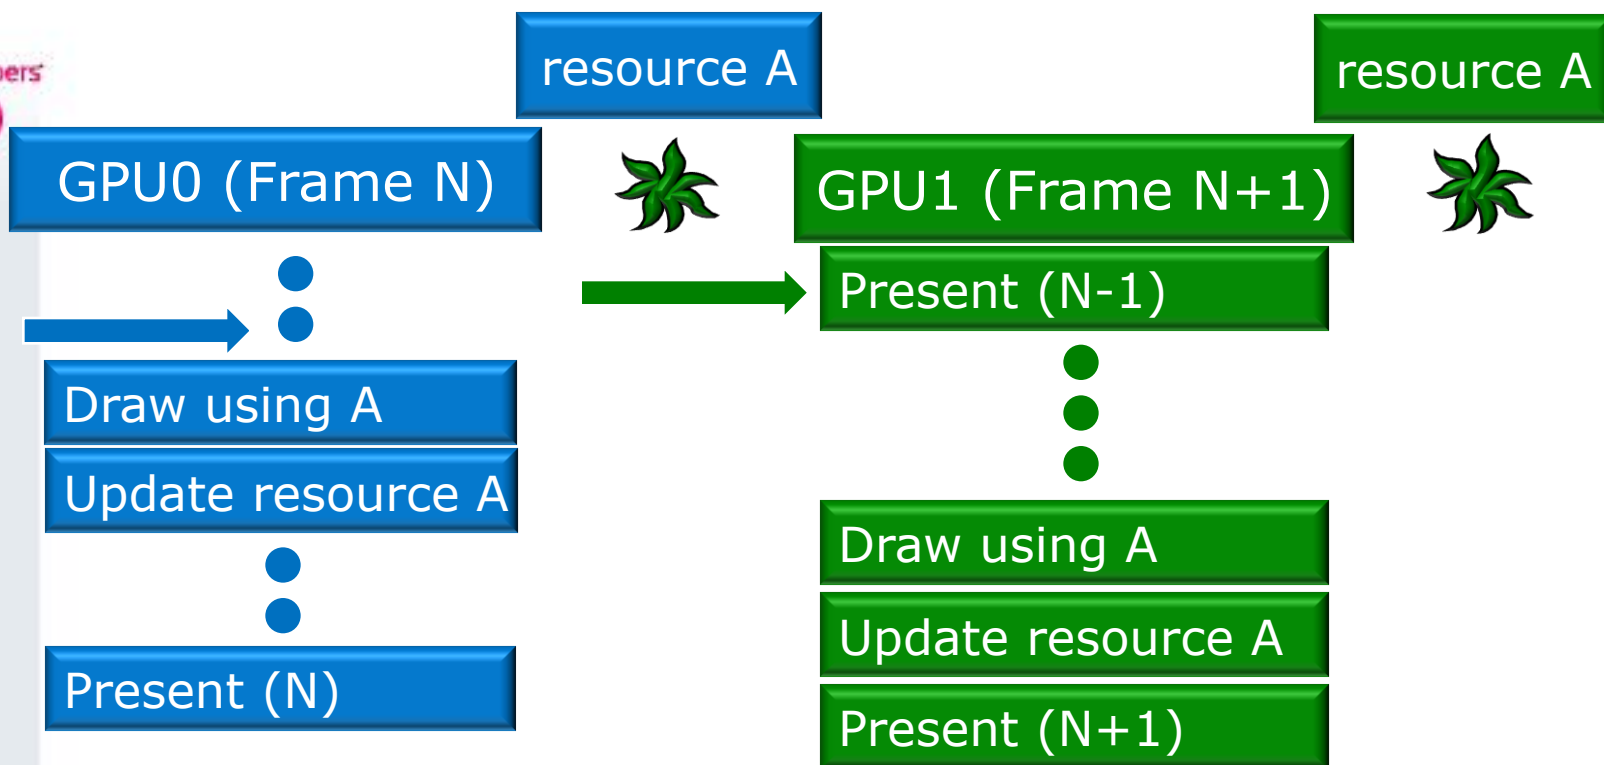 resource A
resource A
GPU0 (Frame N)
GPU1 (Frame N+1)
Present (N-1)
Draw using A
Update resource A
Draw using A
Update resource A
Present (N)
Present (N+1)